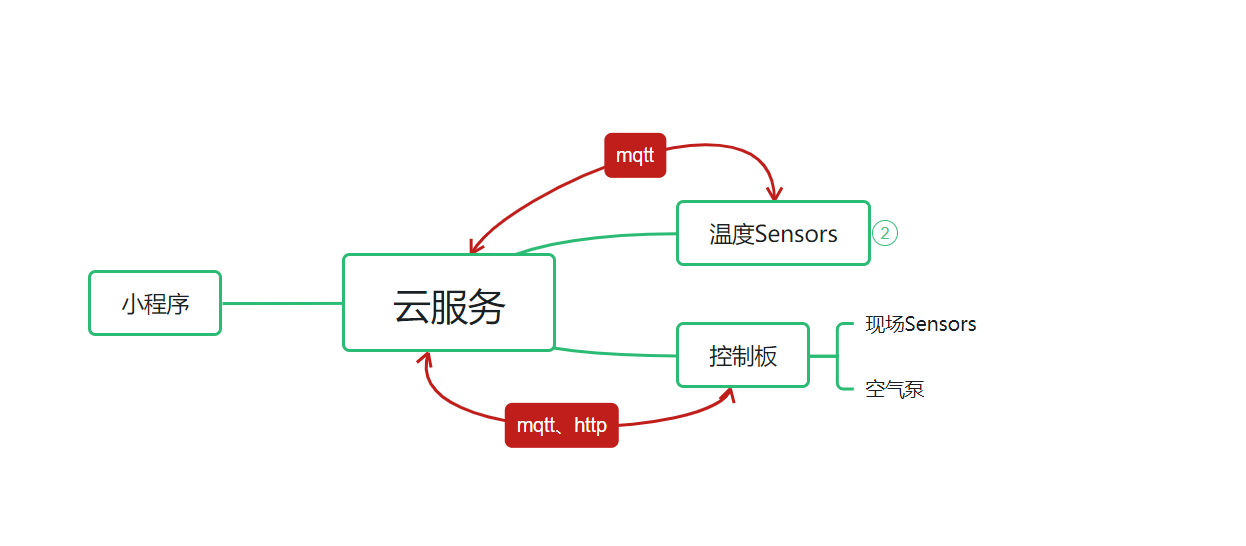 mqtt
温度Sensors
2
小程序
云服务
现场Sensors
控制板
空气泵
mqtt、http